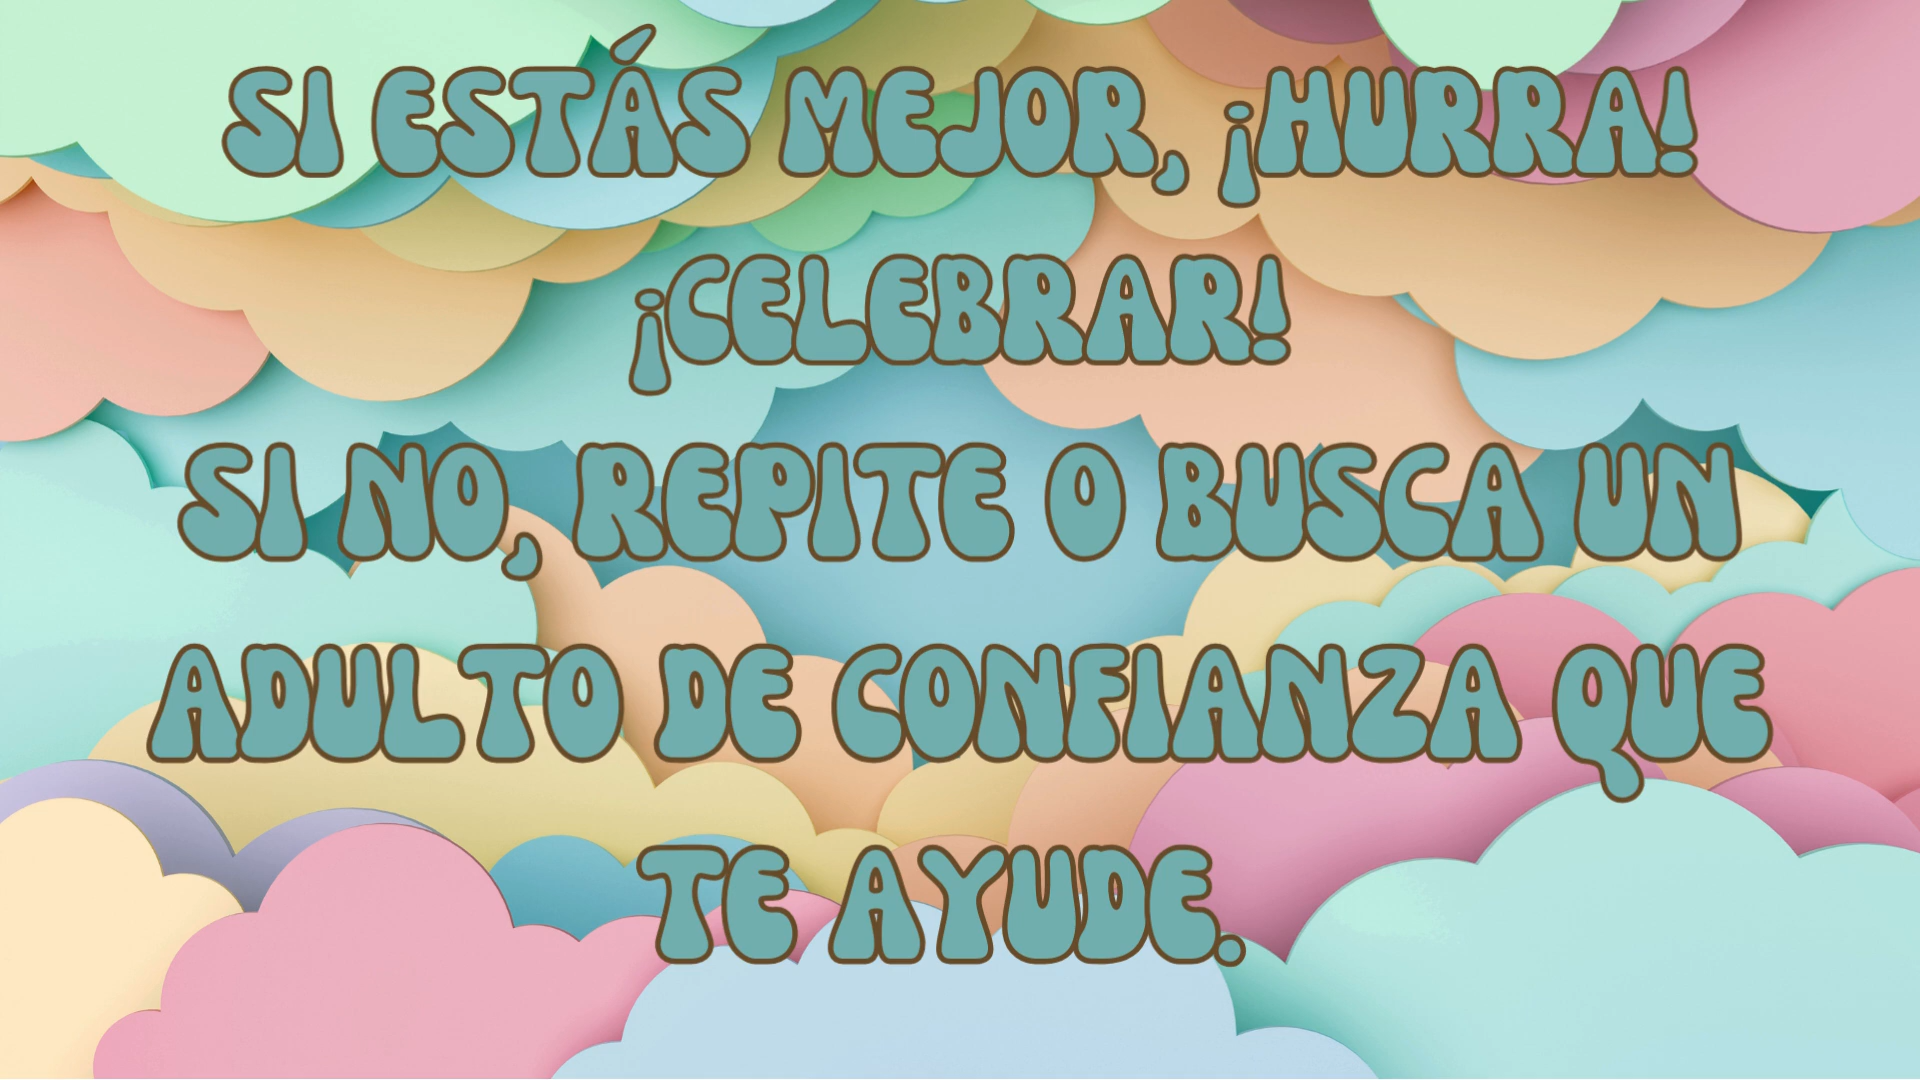 SI ESTÁS MEJOR, ¡HURRA!
¡CELEBRAR!
SI NO, REPITE O BUSCA UN
ADULTO DE CONFIANZA QUE
TE AYUDE.